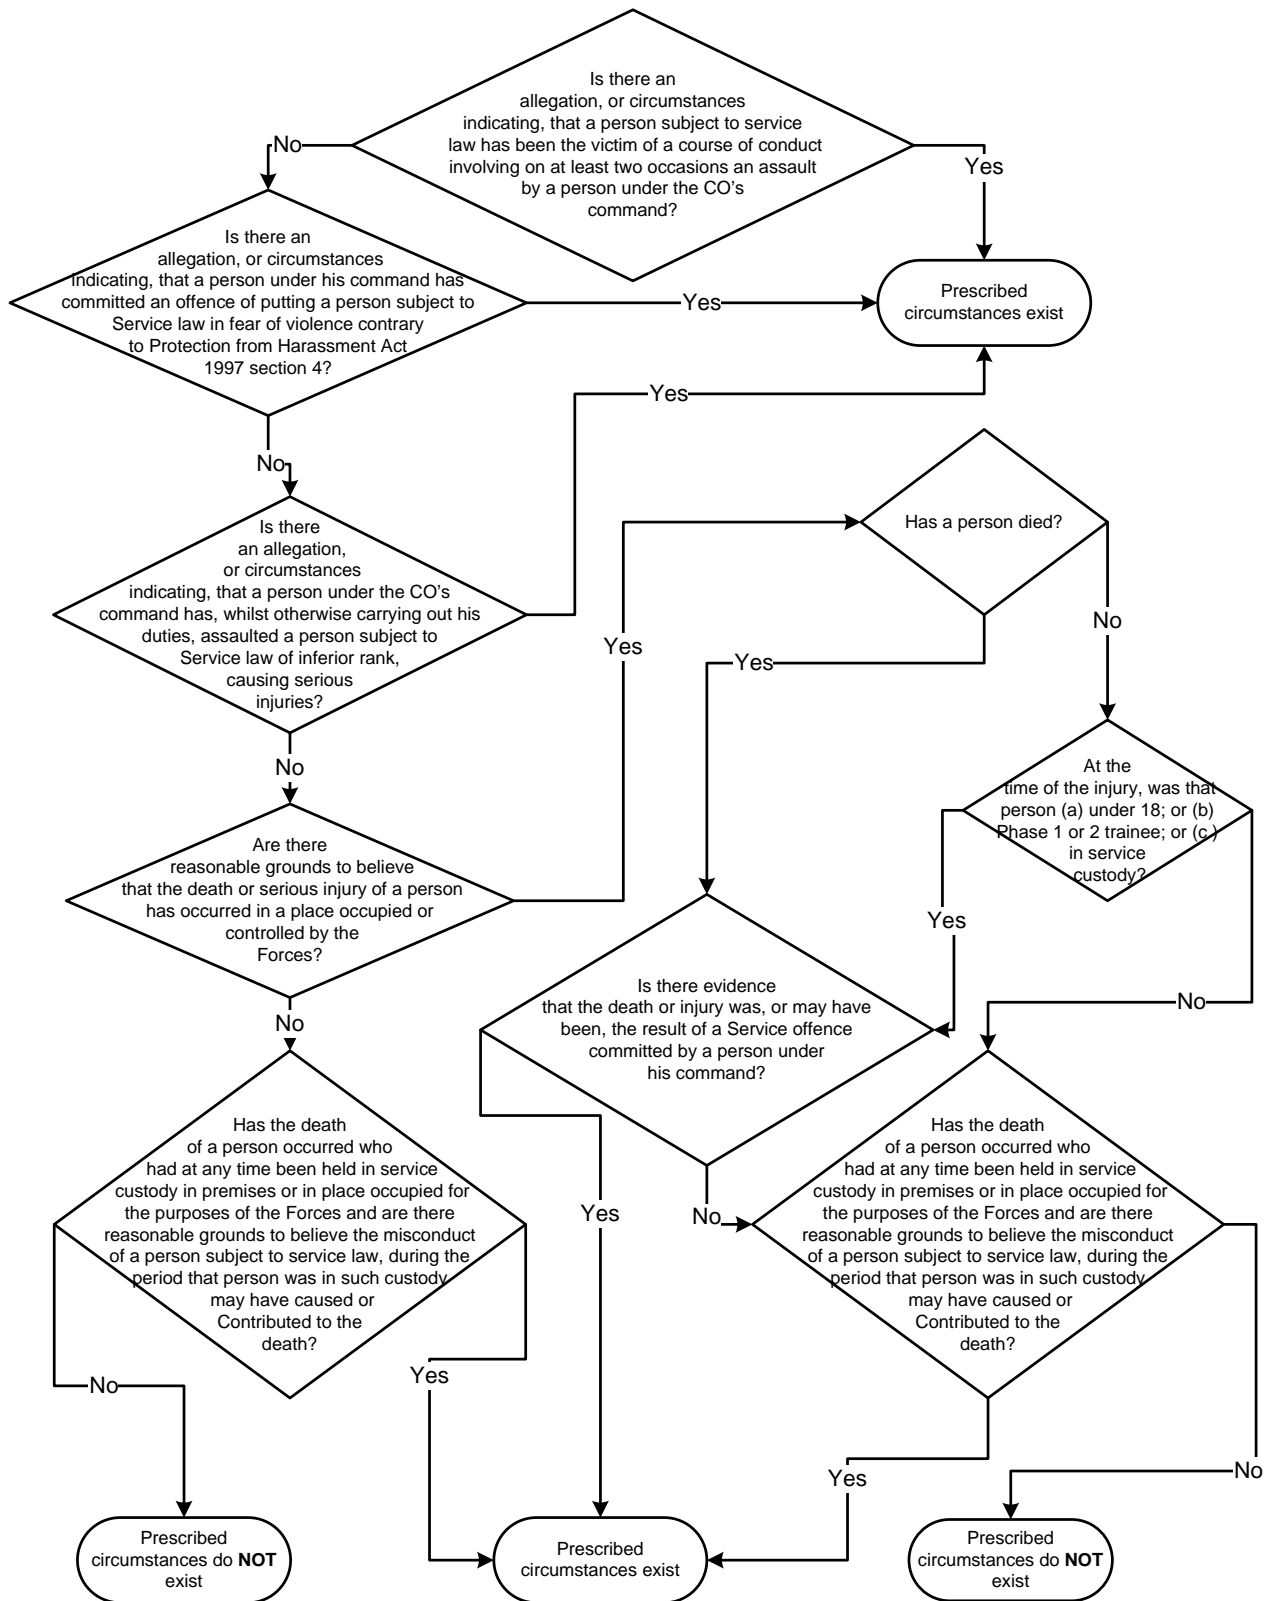 Is there an
allegation, or circumstances
indicating, that a person subject to service
law has been the victim of a course of conduct
involving on at least two occasions an assault
by a person under the CO's
command?
No
Yes
Is there an
allegation, or circumstances
indicating, that a person under his command has
committed an offence of putting a person subject to
Service law in fear of violence contrary
to Protection from Harassment Act
1997 section 4?
Yes
Prescribed
circumstances exist
Yes
No
Is there
an allegation,
or circumstances
indicating, that a person under the CO's
command has, whilst otherwise carrying out his
duties, assaulted a person subject to
Service law of inferior rank,
causing serious
injuries?
Has a person died?
Yes
Yes
No
No
At the
time of the injury, was that
person (a) under 18; or (b)
Phase 1 or 2 trainee; or (c )
in service
custody?
Are there
reasonable grounds to believe
that the death or serious injury of a person
has occurred in a place occupied or
controlled by the
Forces?
Yes
No
No
Is there evidence
that the death or injury was, or may have
been, the result of a Service offence
committed by a person under
his command?
Has the death
of a person occurred who
had at any time been held in service
custody in premises or in place occupied for
the purposes of the Forces and are there
reasonable grounds to believe the misconduct
of a person subject to service law, during the
period that person was in such custody
may have caused or
Contributed to the
death?
Yes
No
Has the death
of a person occurred who
had at any time been held in service
custody in premises or in place occupied for
the purposes of the Forces and are there
reasonable grounds to believe the misconduct
of a person subject to service law, during the
period that person was in such custody
may have caused or
Contributed to the
death?
No
Yes
Yes
No
Prescribed
circumstances do NOT
exist
Prescribed
circumstances exist
Prescribed
circumstances do NOT
exist